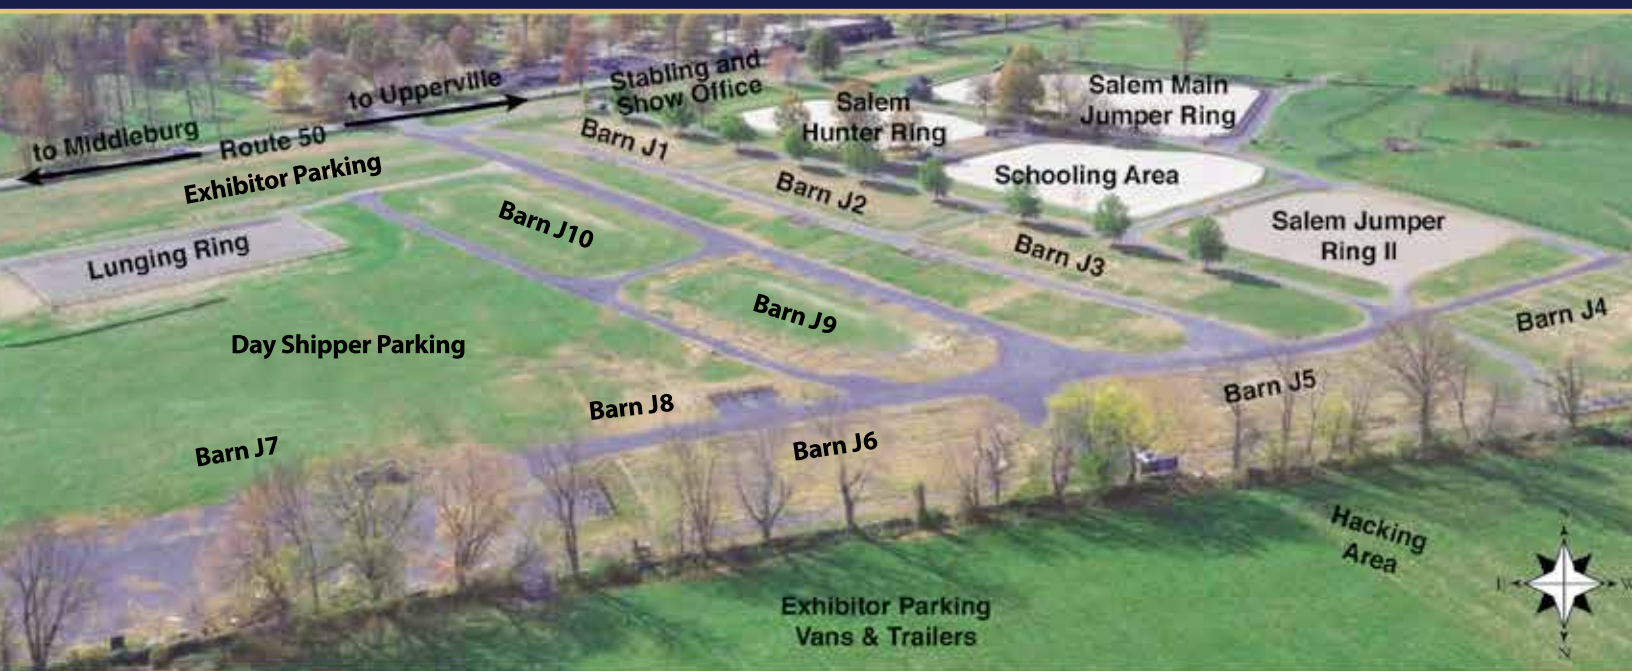 to Upperville
Stabling and
Show Office
to Middleburg
Route 50
Exhibitor Parking
Barn J1
Salem
Hunter Ring
Salem Main
Jumper Ring
Schooling Area
Barn J2
Barn J10
Lunging Ring
Barn J3
Salem Jumper
Ring II
Barn J9
Barn J4
Day Shipper Parking
Barn J8
Barn J5
Barn J7
Barn J6
Hacking
Area
Exhibitor Parking
Vans & Trailers